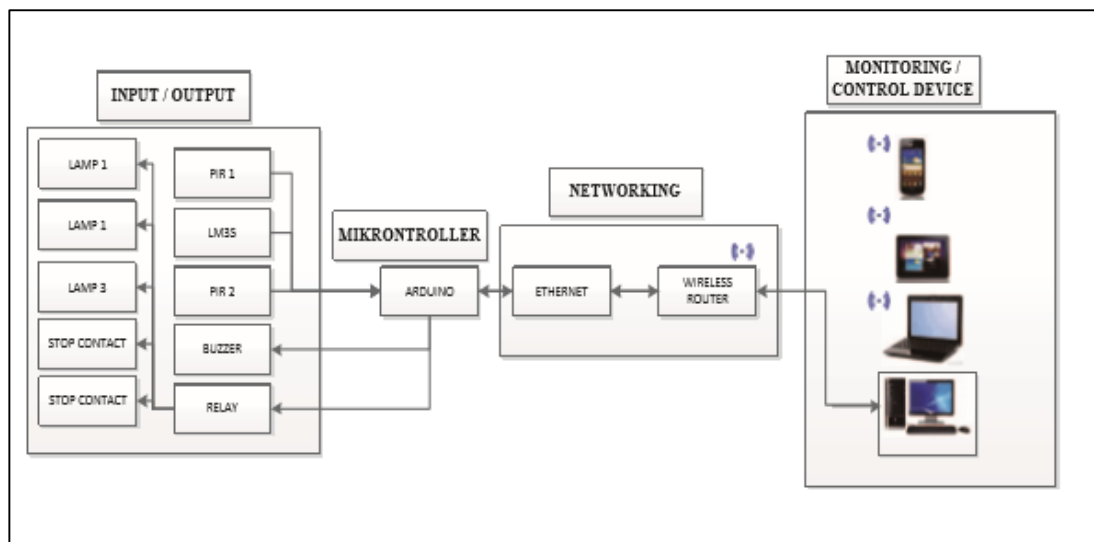 INPUT / OUTPUT
LAMP 1
LAMP 1
LAMP 3
STOP CONTACT
STOP CONTACT
PIR 1
LM35
PIR 2
BUZZER
RELAY
MIKRONTROLLER
ARDUINO
NETWORKING
ETHERNET
WIRELESS
ROUTER
MONITORING /
CONTROL DEVICE